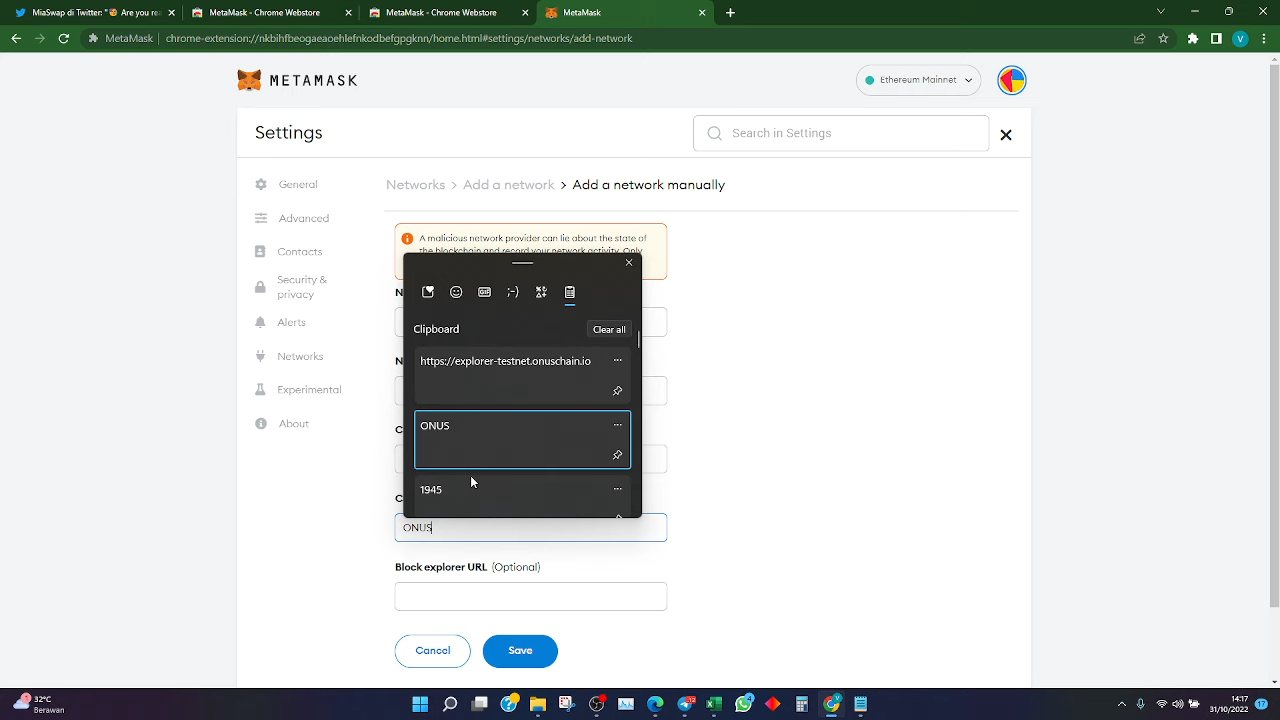 MiaSwap di Twitter: "🤩 Are you rea
MetaMask - Chrome Webstore
MetaMask - Chrome Webstore
MetaMask
MetaMask
chrome-extension://nkbihfbeogaeaoehlefnkodbefgpgknn/home.html#settings/networks/add-network
V
METAMASK
Ethereum Mainnet
Settings
Search in Settings
General
Advanced
Contacts
Security &
privacy
Alerts
Networks
Experimental
About
Networks > Add a network > Add a network manually
A malicious network provider can lie about the state of
the blockchain and record your network activity. Only
N
N
C
C
Clipboard
Clear all
https://explorer-testnet.onuschain.io
ONUS
1945
ONUS
Block explorer URL (Optional)
Cancel
Save
32°C
Berawan
14:27
31/10/2022